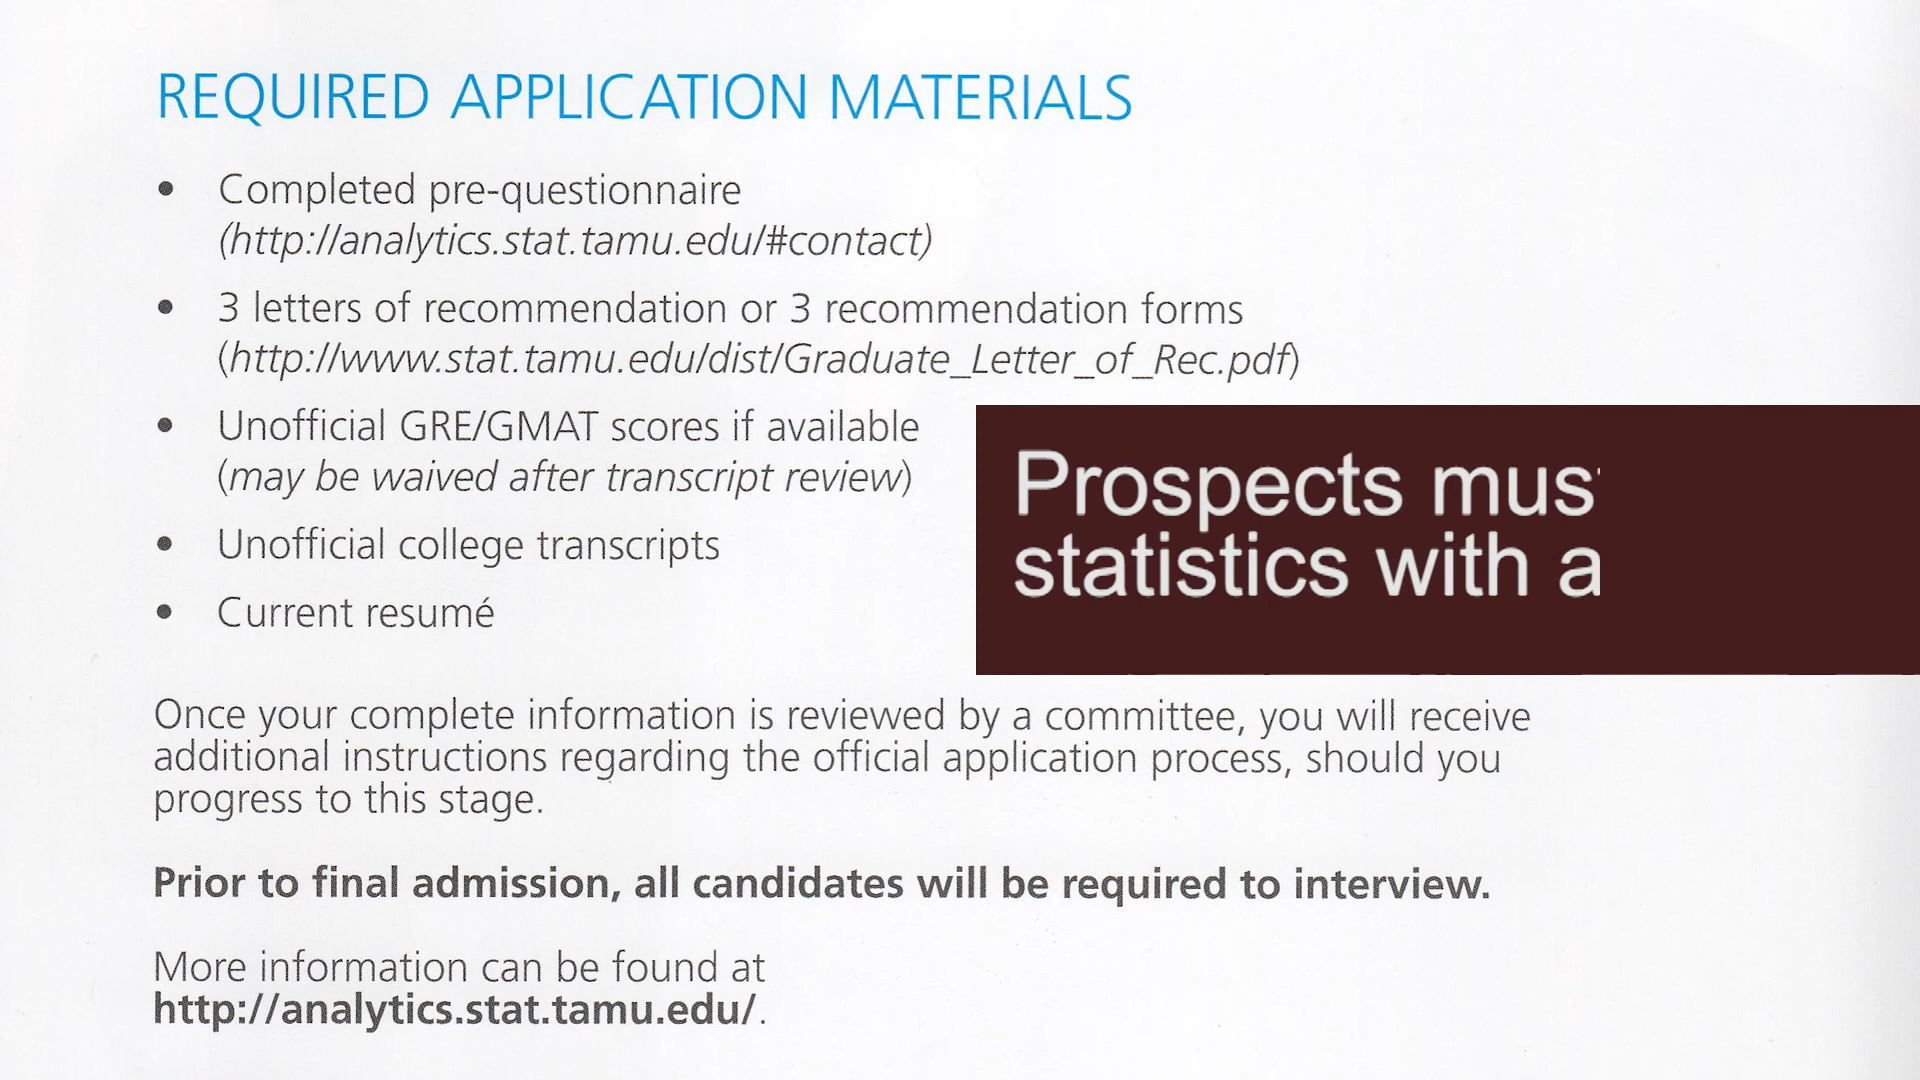 REQUIRED APPLICATION MATERIALS
• Completed pre-questionnaire
(http://analytics.stat.tamu.edu/#contact)
• 3 letters of recommendation or 3 recommendation forms
(http://www.stat.tamu.edu/dist/Graduate_Letter_of_Rec.pdf)
• Unofficial GRE/GMAT scores if available
(may be waived after transcript review)
• Unofficial college transcripts
• Current resumé
Prospects
statistics with
Once your complete information is reviewed by a committee, you will receive
additional instructions regarding the official application process, should you
progress to this stage.
Prior to final admission, all candidates will be required to interview.
More information can be found at
http://analytics.stat.tamu.edu/.